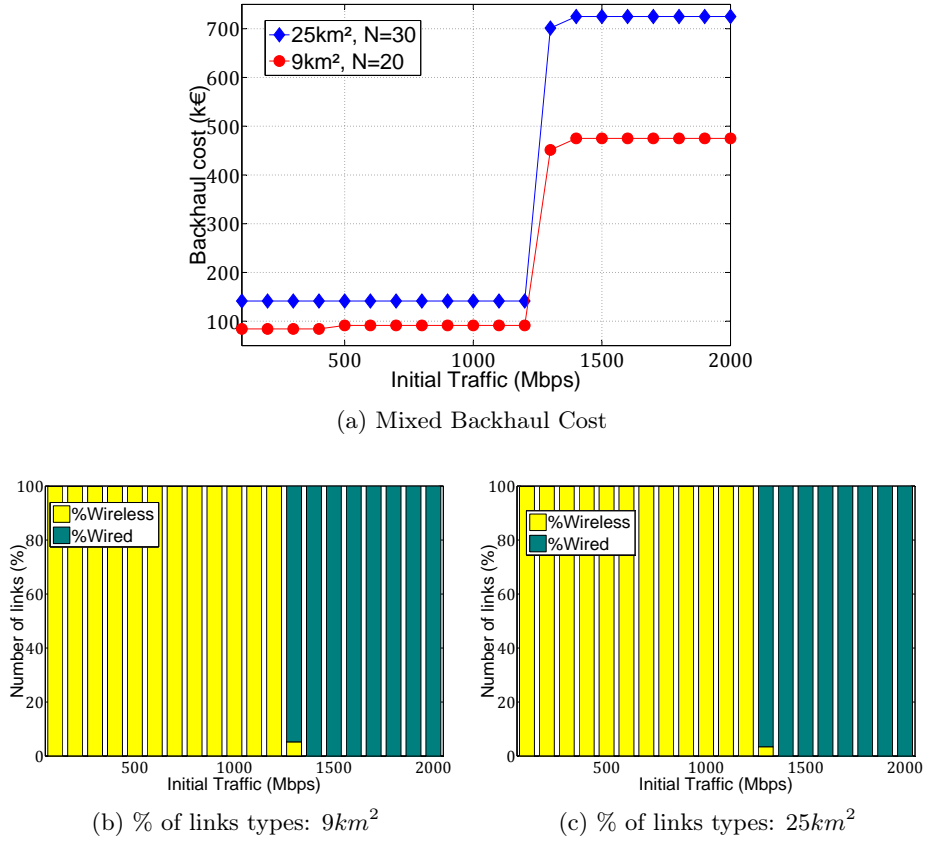 700
600
500
400
300
200
100
Backhaul cost (k€)
25km², N=30
9km², N=20
500 1000 1500 2000
Initial Traffic (Mbps)
(a) Mixed Backhaul Cost
100
80
60
40
20
0
Number of links (%)
%Wireless
%Wired
500 1000 1500 2000
Initial Traffic (Mbps)
(b) % of links types: 9km²
100
80
60
40
20
0
Number of links (%)
%Wireless
%Wired
500 1000 1500 2000
Initial Traffic (Mbps)
(c) % of links types: 25km²